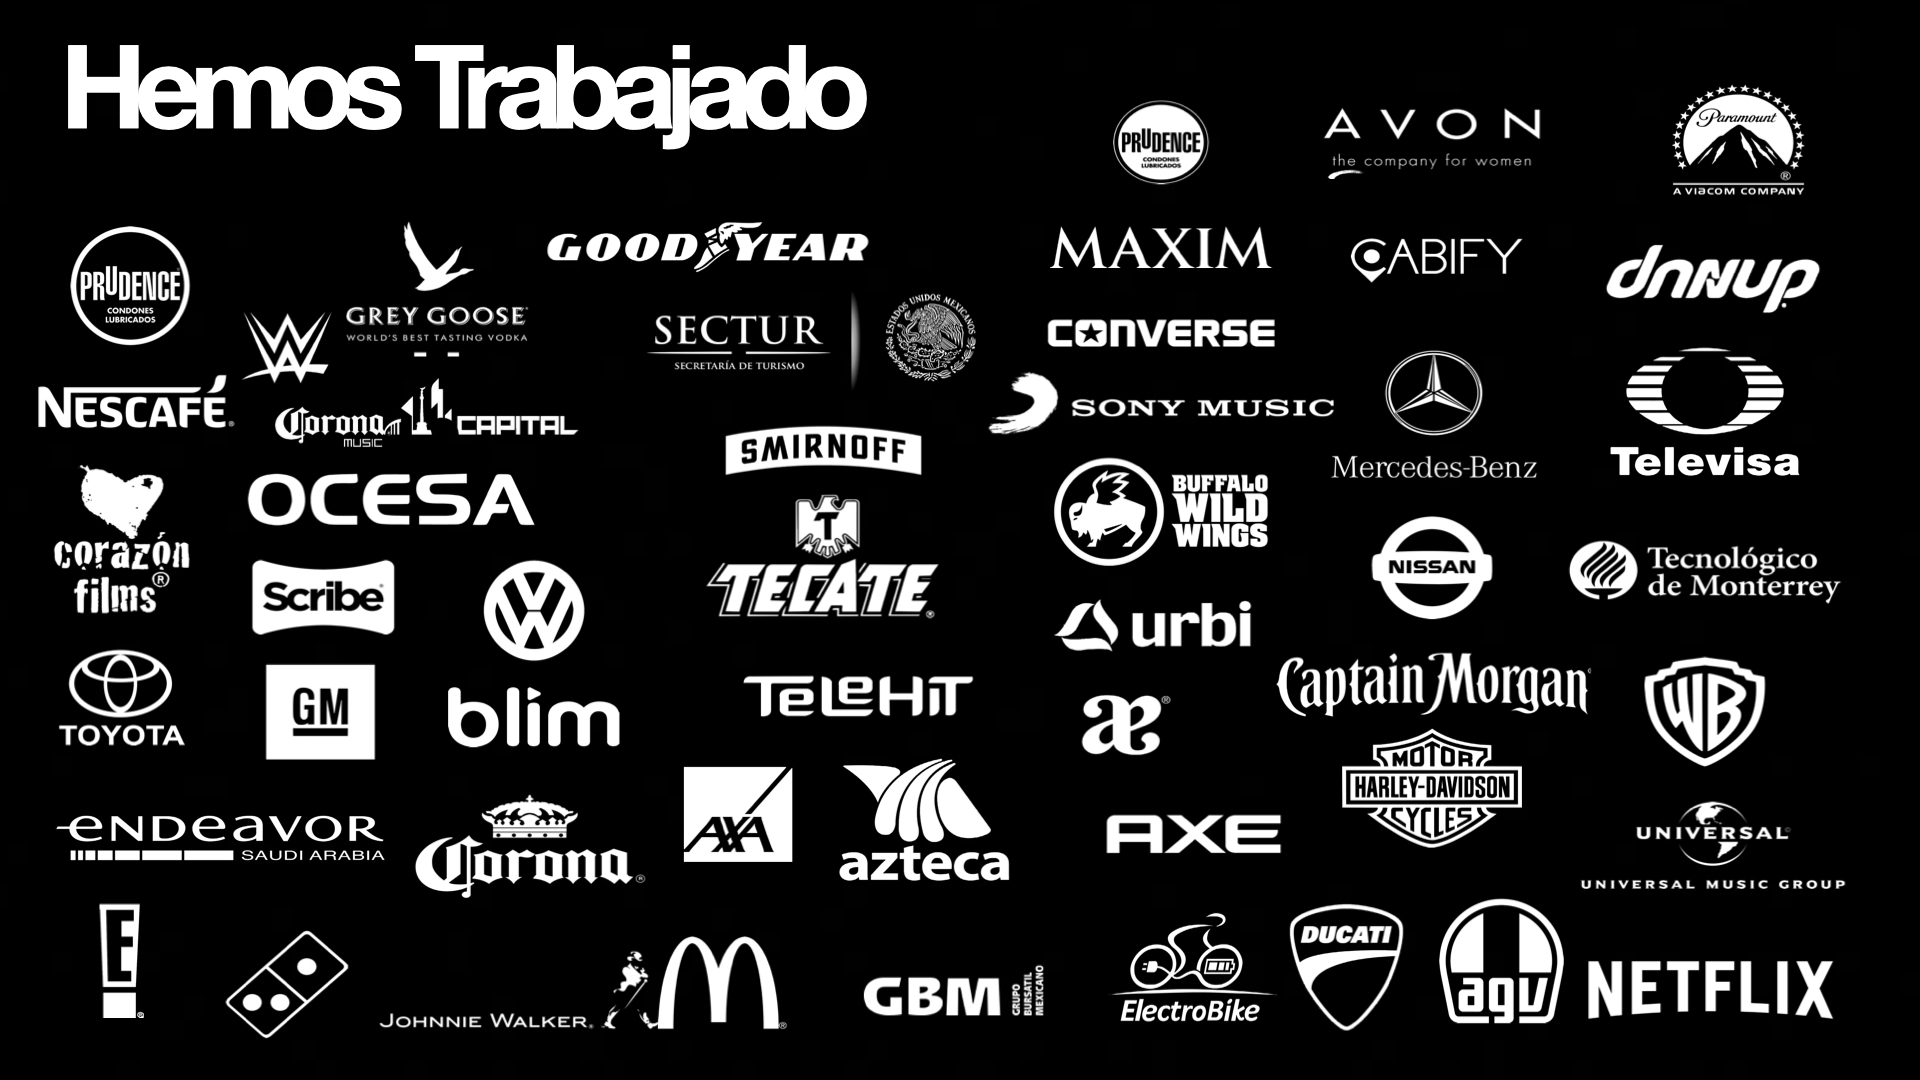 Hemos Trabajado
PRUDENCE
CONDONES
LUBRICADOS
AVON
the company for women
Paramount
®
A VIACOM COMPANY
PRUDENCE
CONDONES
LUBRICADOS
GREY GOOSE
WORLD'S BEST TASTING VODKA
GOODYEAR
MAXIM
CABIFY
DANUP
W
SECTUR
SECRETARÍA DE TURISMO
ESTADOS UNIDOS MEXICANOS
CONVERSE
NESCAFÉ®
Corona
MUSIC
CAPITAL
SMIRNOFF
SONY MUSIC
Mercedes-Benz
Televisa
corazón
films®
OCESA
T
TECATE®
BUFFALO
WILD
WINGS
NISSAN
Tecnológico
de Monterrey
Scribe
VW
urbi
TOYOTA
GM
blim
TELEHIT
æ®
Captain Morgan
WB
MOTOR
HARLEY-DAVIDSON
CYCLES
ENDEAVOR
SAUDI ARABIA
Corona®
AXA
azteca
AXE
UNIVERSAL
UNIVERSAL MUSIC GROUP
E!
JOHNNIE WALKER®
M®
GBM
GRUPO
BURSATIL
MEXICANO
ElectroBike
DUCATI
agv
NETFLIX